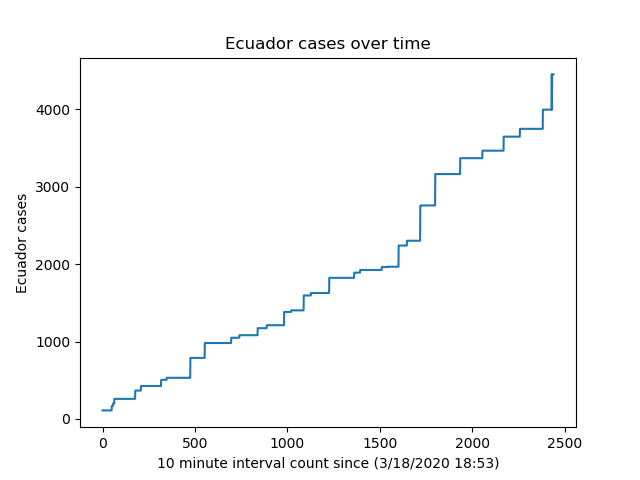 Ecuador cases over time
Ecuador cases
4000
3000
2000
1000
0
0 500 1000 1500 2000 2500
10 minute interval count since (3/18/2020 18:53)